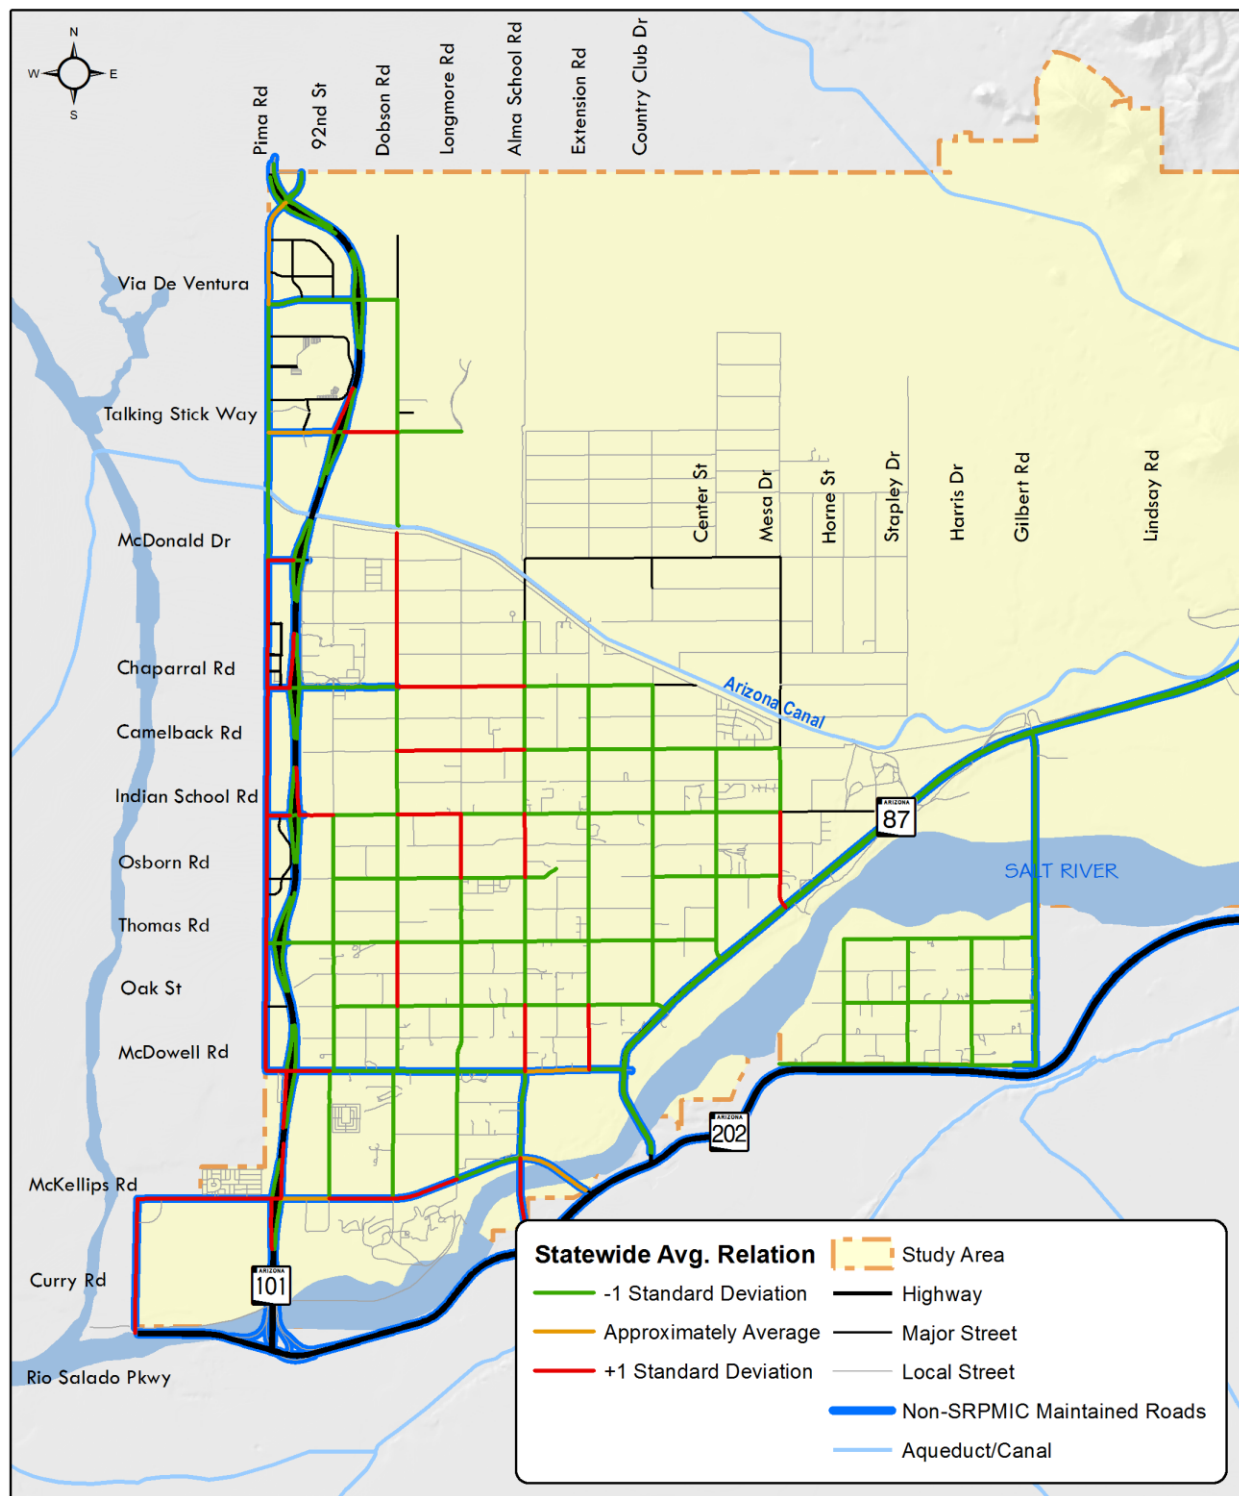 N
W E
S
Pima Rd
92nd St
Dobson Rd
Longmore Rd
Alma School Rd
Extension Rd
Country Club Dr
Via De Ventura
Talking Stick Way
Center St
Mesa Dr
Horne St
Stapley Dr
Harris Dr
Gilbert Rd
Lindsay Rd
McDonald Dr
Chaparral Rd
Arizona Canal
Camelback Rd
Indian School Rd
ARIZONA
87
Osborn Rd
SALT RIVER
Thomas Rd
Oak St
McDowell Rd
ARIZONA
202
McKellips Rd
Curry Rd
ARIZONA
101
Rio Salado Pkwy
Statewide Avg. Relation
-1 Standard Deviation
Approximately Average
+1 Standard Deviation
Study Area
Highway
Major Street
Local Street
Non-SRPMIC Maintained Roads
Aqueduct/Canal